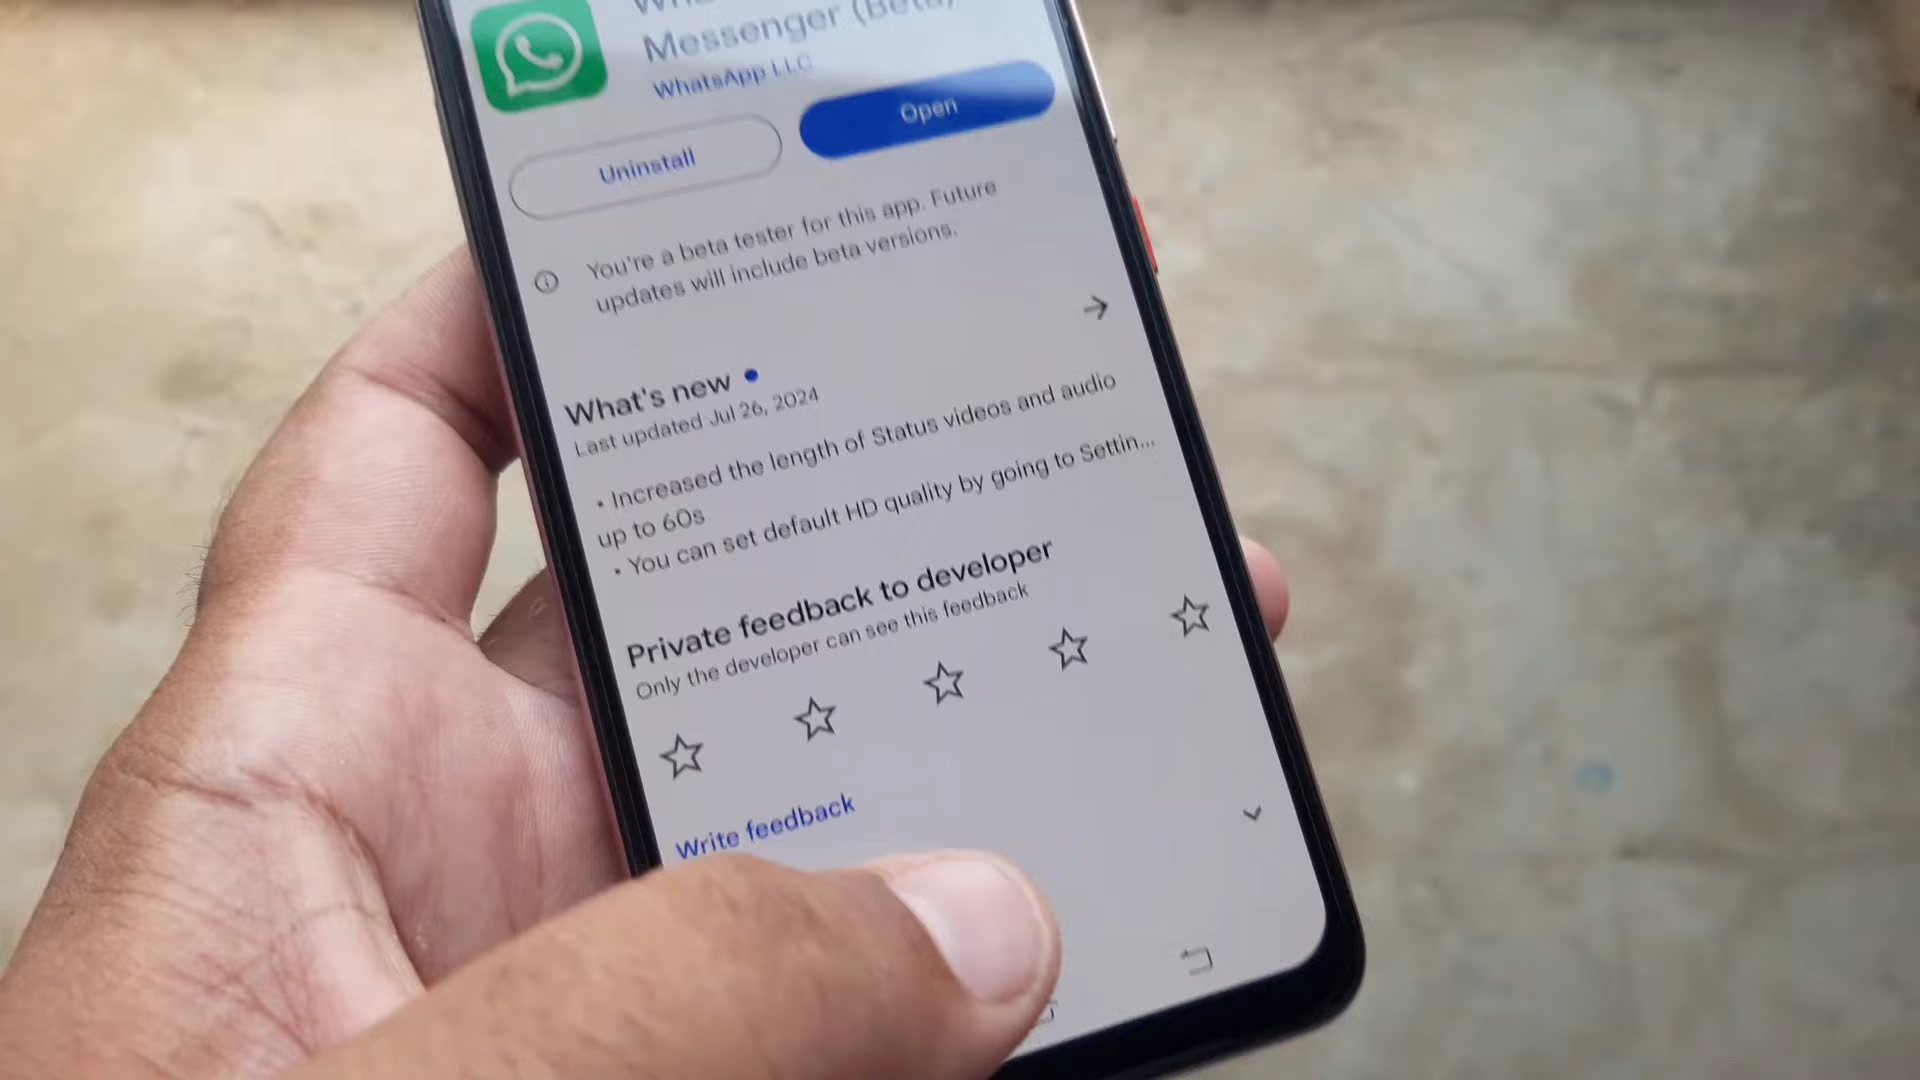 Messenger (Beta)
WhatsApp LLC
Uninstall
Open
You're a beta tester for this app. Future
updates will include beta versions.
What's new
Last updated Jul 26, 2024
• Increased the length of Status videos and audio
up to 60s
• You can set default HD quality by going to Settin...
Private feedback to developer
Only the developer can see this feedback
Write feedback